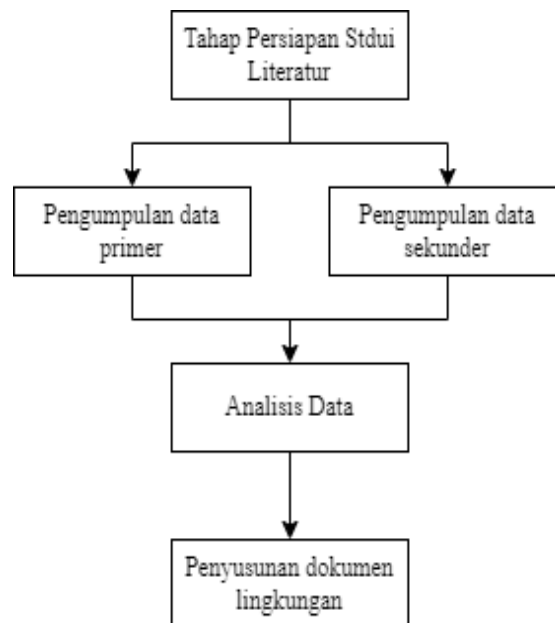 Tahap Persiapan Stdui
Literatur
Pengumpulan data
primer
Pengumpulan data
sekunder
Analisis Data
Penyusunan dokumen
lingkungan